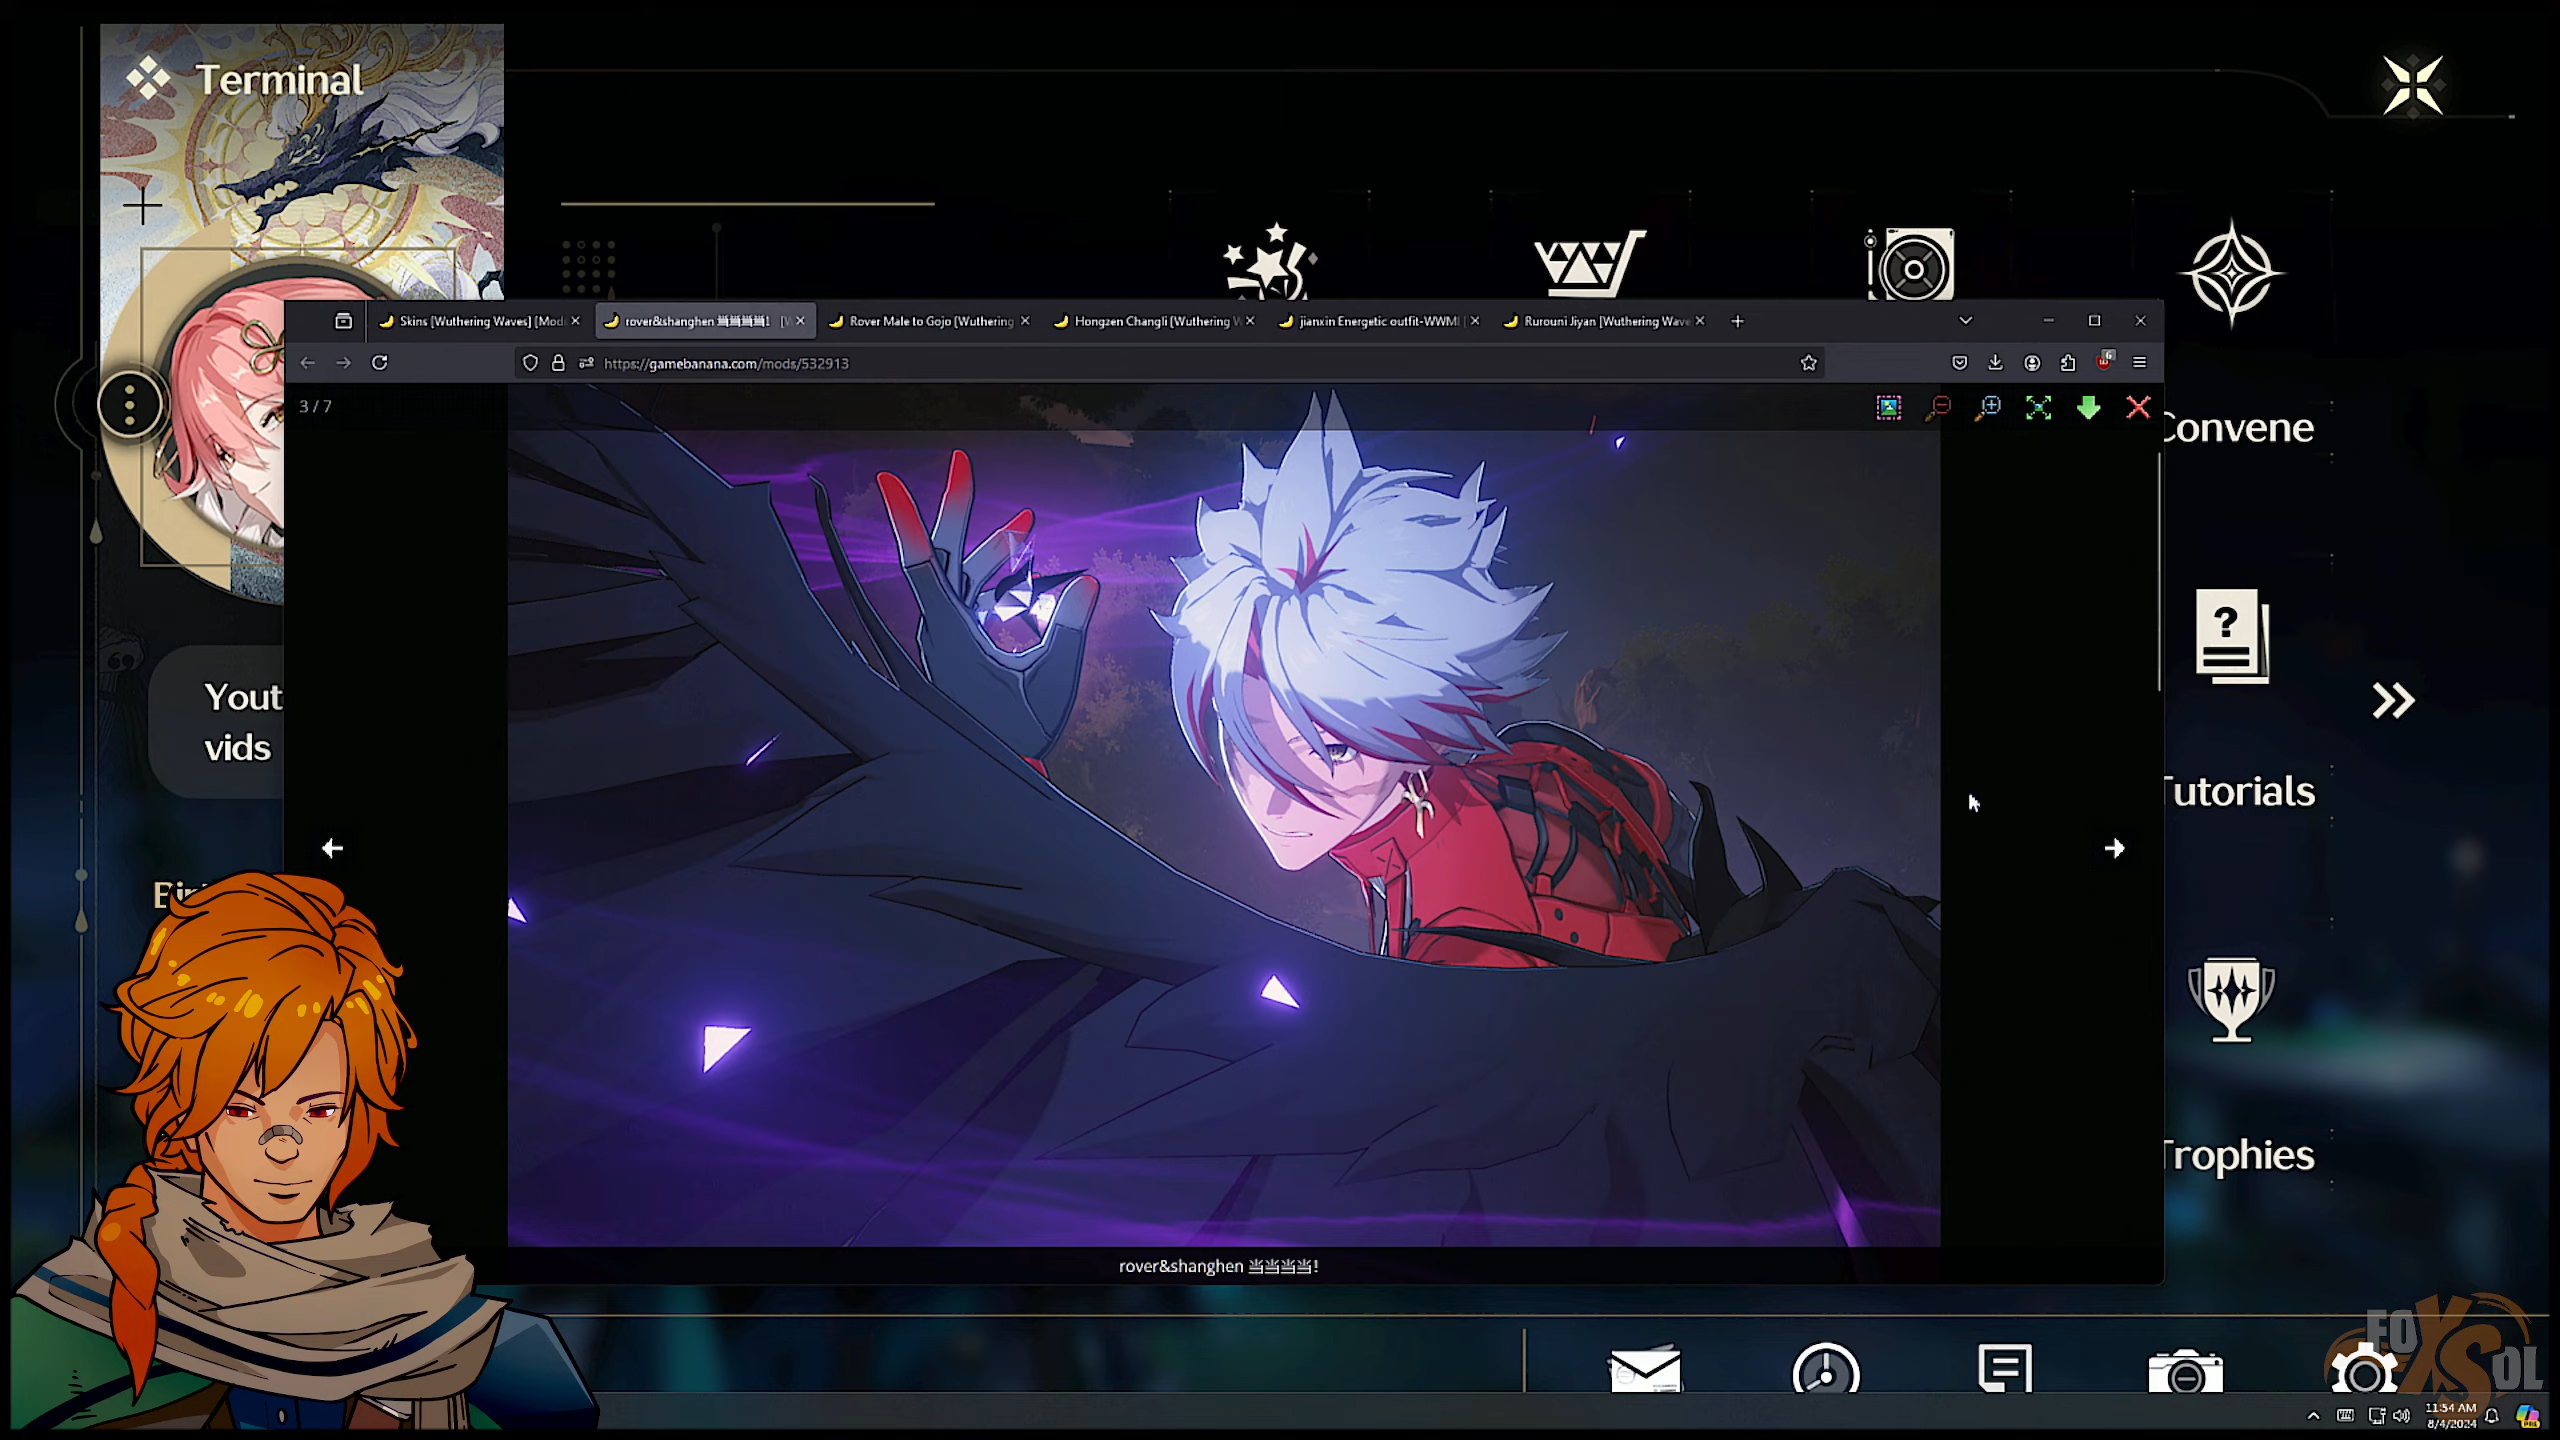 Terminal
Skins [Wuthering Waves] [Mod
rover&shanghen 当当当当!
Rover Male to Gojo [Wuthering
Hongzen Changli [Wuthering W
jianxin Energetic outfit-WWMI [
Rurouni Jiyan [Wuthering Wave
https://gamebanana.com/mods/532913
6
3 / 7
Convene
Yout
vids
Tutorials
Trophies
rover&shanghen 当当当当!
FOXSOL
11:54 AM
8/4/2024